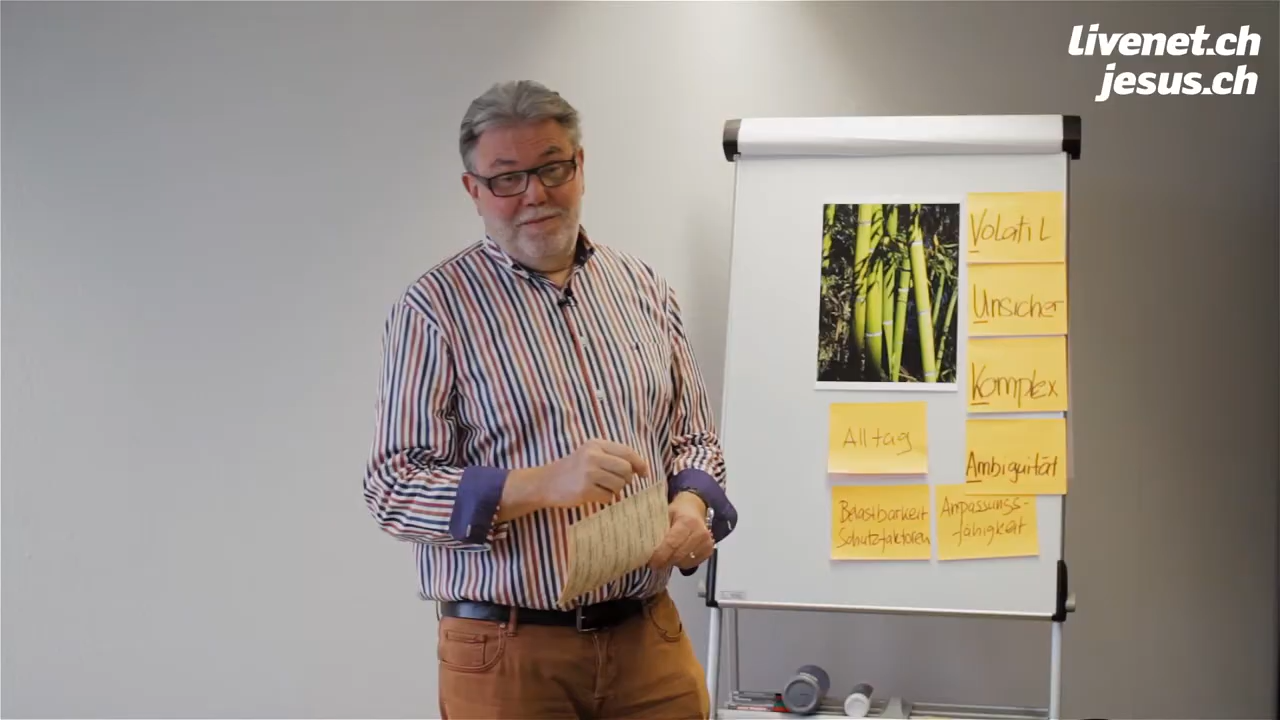 livenet.ch
jesus.ch
Volatil
Unsicher
Komplex
Ambiguität
Alltag
Belastbarkeit
Schutzfaktoren
Anpassungs-
fähigkeit